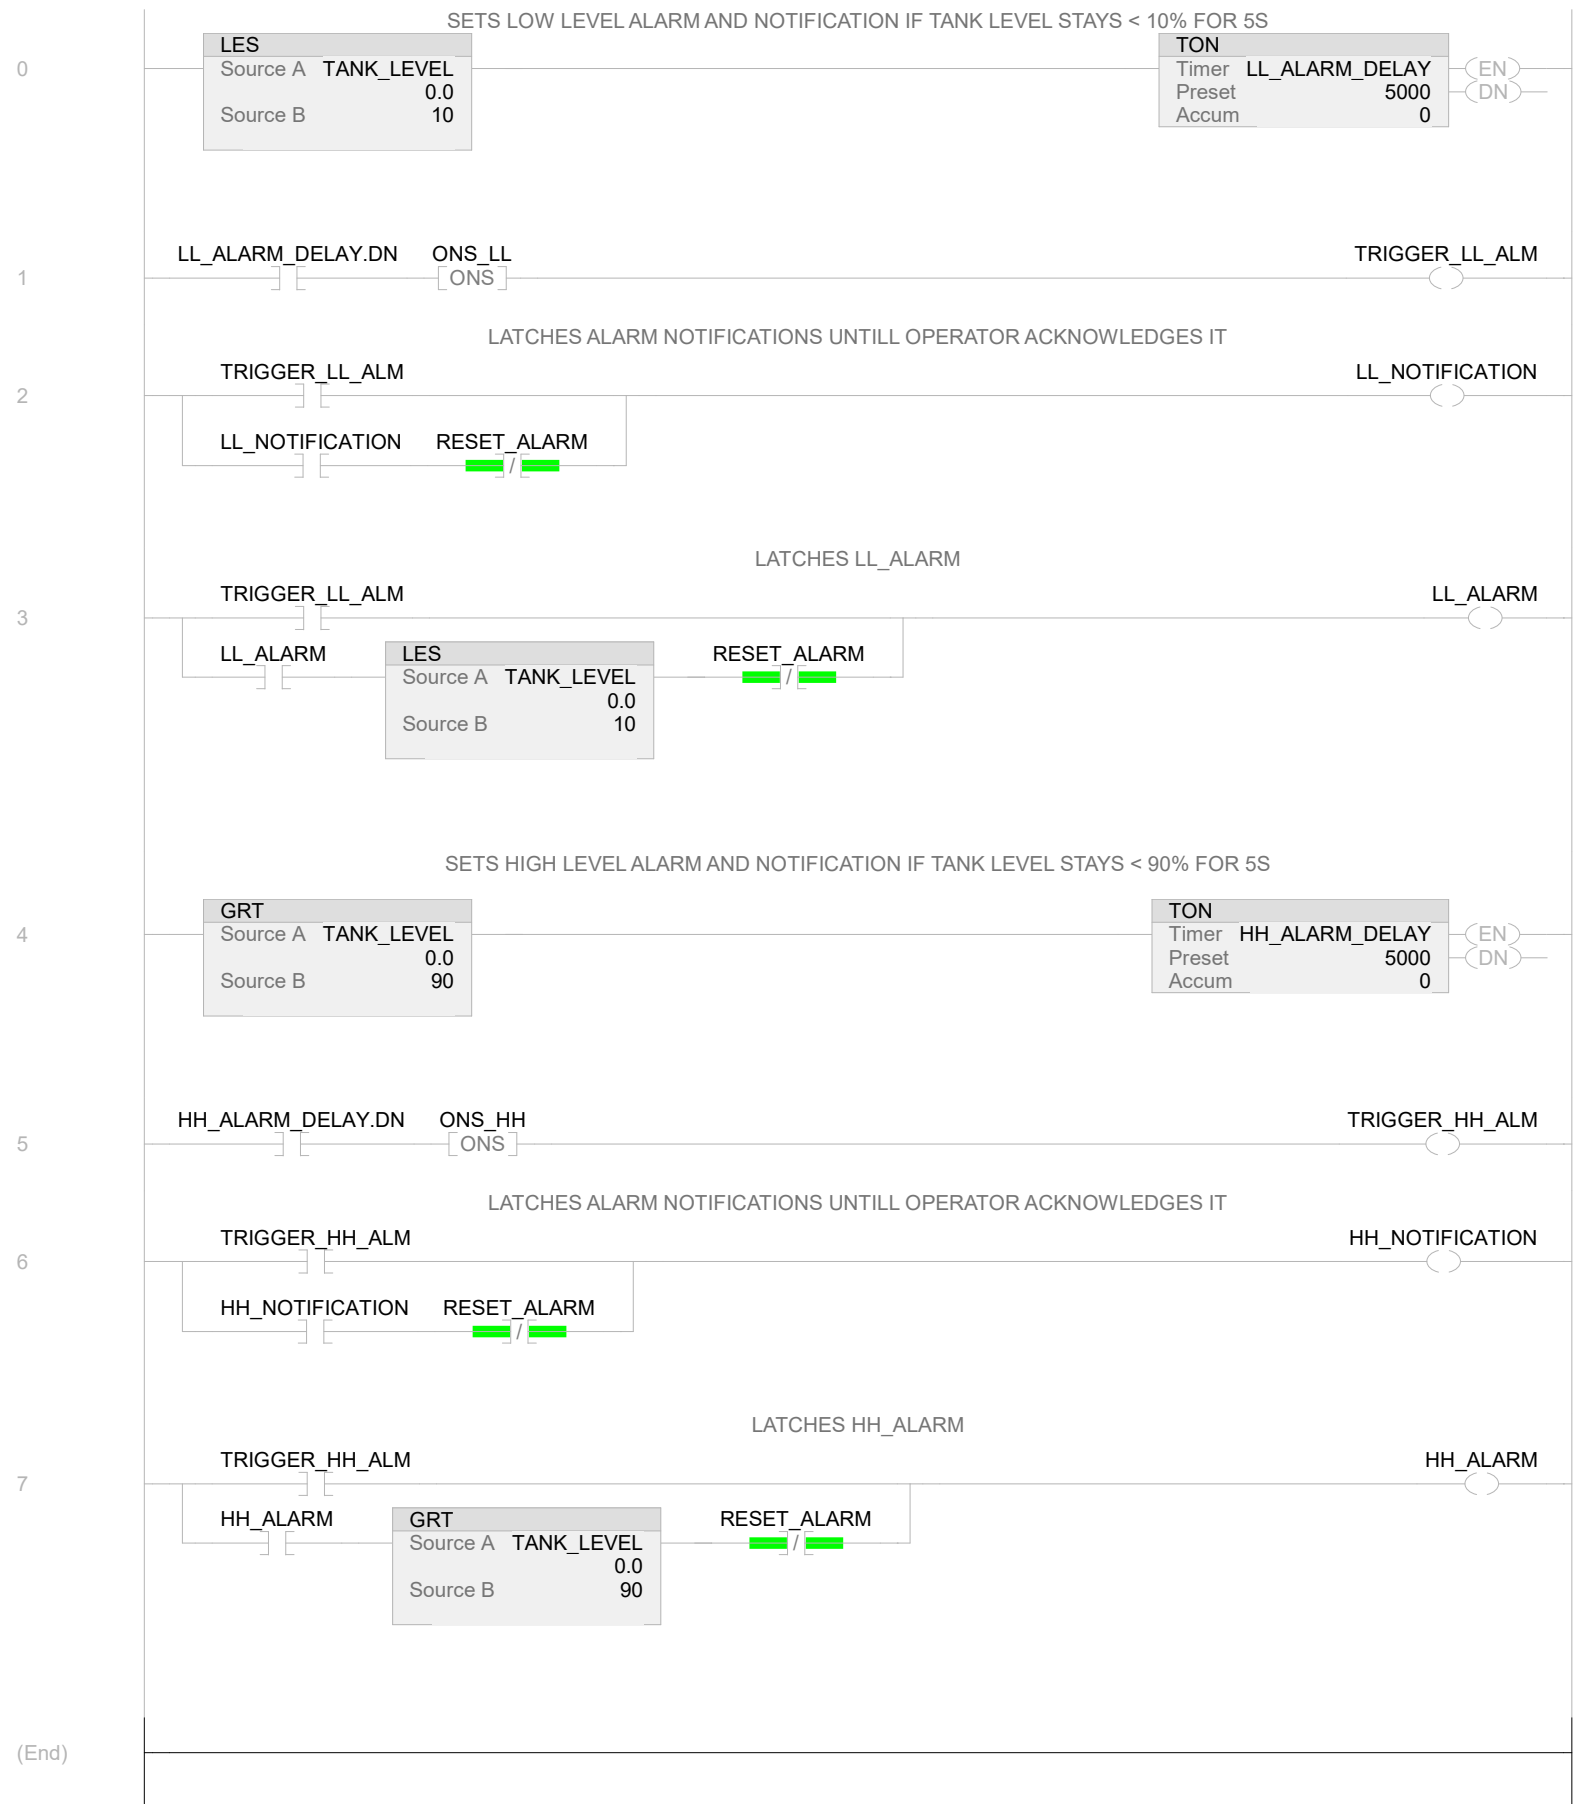 SETS LOW LEVEL ALARM AND NOTIFICATION IF TANK LEVEL STAYS < 10% FOR 5S
LES
TON
0
Source A TANK_LEVEL
Timer LL_ALARM_DELAY
EN
0.0
Preset 5000
DN
Source B 10
Accum 0
LL_ALARM_DELAY.DN ONS_LL
TRIGGER_LL_ALM
1
ONS
LATCHES ALARM NOTIFICATIONS UNTILL OPERATOR ACKNOWLEDGES IT
TRIGGER_LL_ALM
LL_NOTIFICATION
2
LL_NOTIFICATION RESET_ALARM
/
LATCHES LL_ALARM
TRIGGER_LL_ALM
LL_ALARM
3
LL_ALARM
LES
RESET_ALARM
Source A TANK_LEVEL
/
0.0
Source B 10
SETS HIGH LEVEL ALARM AND NOTIFICATION IF TANK LEVEL STAYS < 90% FOR 5S
GRT
TON
4
Source A TANK_LEVEL
Timer HH_ALARM_DELAY
EN
0.0
Preset 5000
DN
Source B 90
Accum 0
HH_ALARM_DELAY.DN ONS_HH
TRIGGER_HH_ALM
5
ONS
LATCHES ALARM NOTIFICATIONS UNTILL OPERATOR ACKNOWLEDGES IT
TRIGGER_HH_ALM
HH_NOTIFICATION
6
HH_NOTIFICATION RESET_ALARM
/
LATCHES HH_ALARM
TRIGGER_HH_ALM
HH_ALARM
7
HH_ALARM
GRT
RESET_ALARM
Source A TANK_LEVEL
/
0.0
Source B 90
(End)